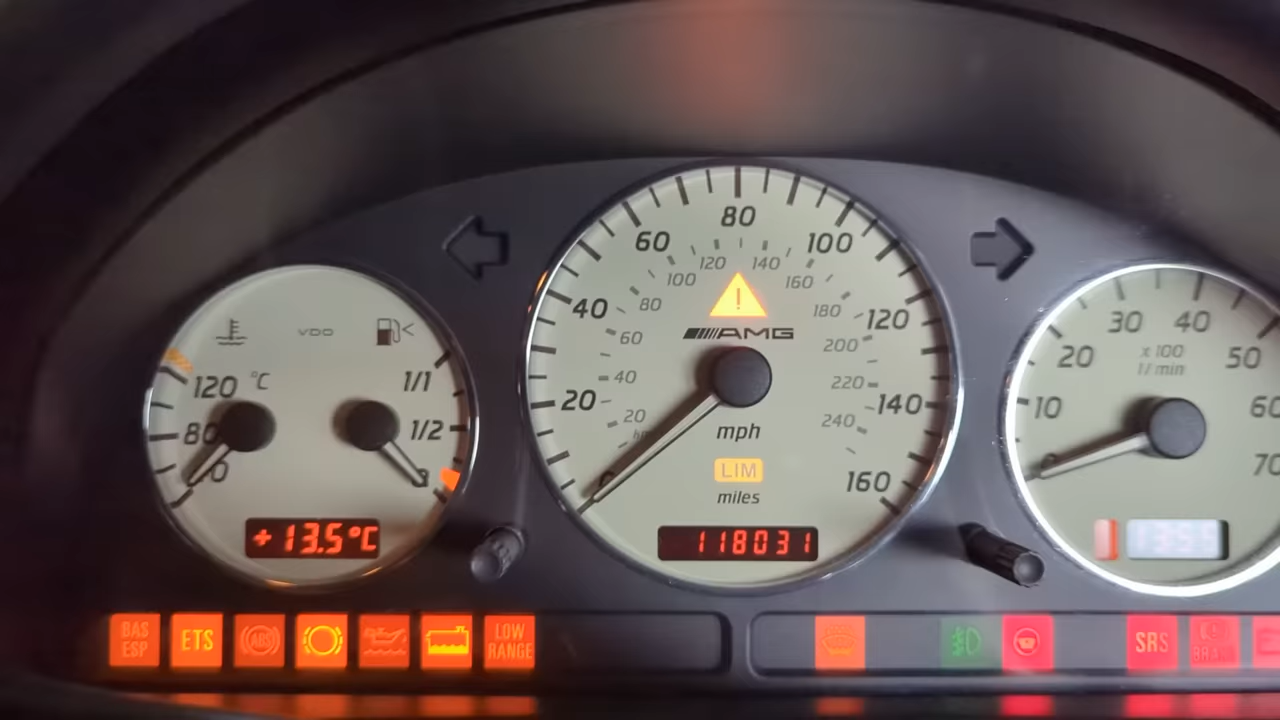 VDO
120 °C
80
1/1
1/2
+13.5°C
20
40
60
80
100
120
140
160
20
40
60
80
100
120
140
160
180
200
220
240
AMG
mph
LIM
miles
118031
10
20
30
40
50
x 100
1/min
BAS
ESP
ETS
ABS
LOW
RANGE
SRS